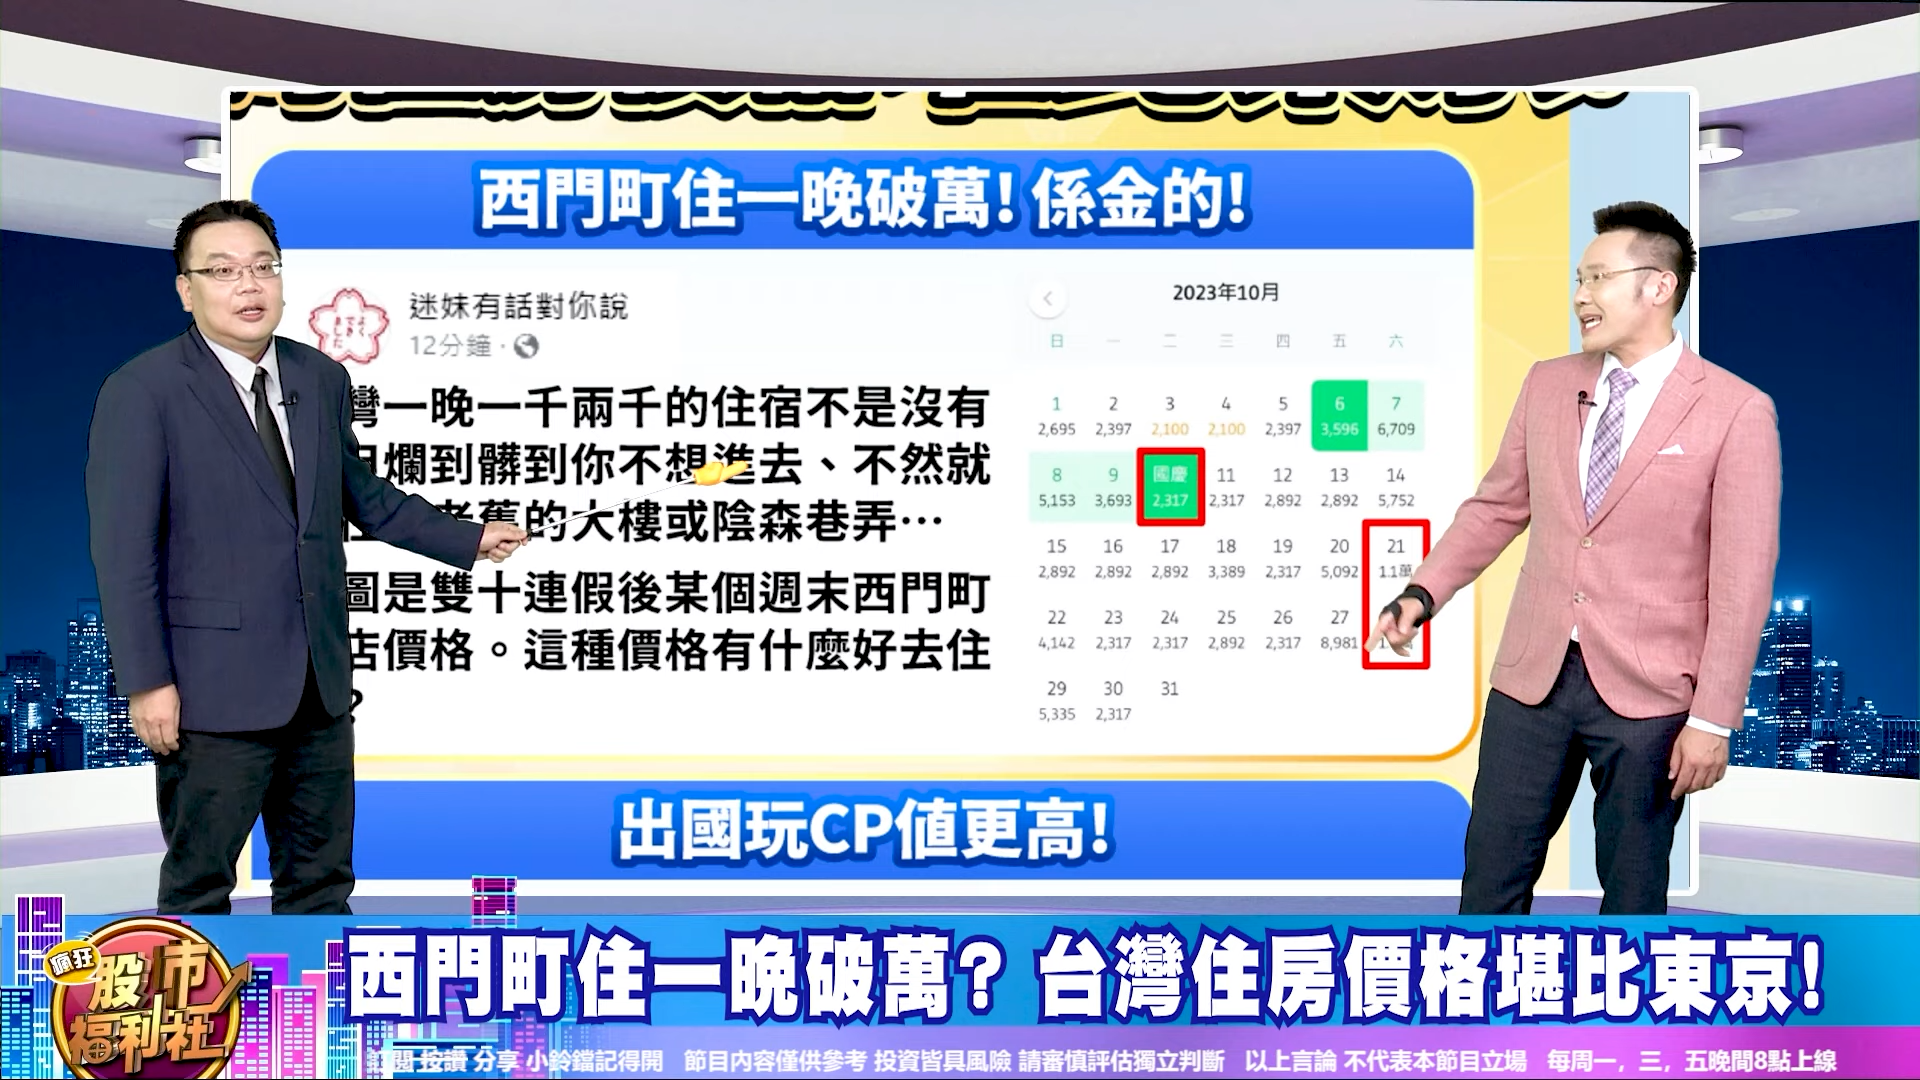 西門町住一晚破萬!係金的!
迷妹有話對你說
12分鐘
灣一晚一千兩千的住宿不是沒有
爛到髒到你不想進去、不然就
老舊的大樓或陰森巷弄…
圖是雙十連假後某個週末西門町
店價格。這種價格有什麼好去住
?
2023年10月
日 一 二 三 四 五 六
1 2 3 4 5 6 7
2,695 2,397 2,100 2,100 2,397 3,596 6,709
8 9 國慶 11 12 13 14
5,153 3,693 2,317 2,317 2,892 2,892 5,752
15 16 17 18 19 20 21
2,892 2,892 2,892 3,389 2,317 5,092 1.1萬
22 23 24 25 26 27
4,142 2,317 2,317 2,892 2,317 8,981
29 30 31
5,335 2,317
出國玩CP值更高!
瘋狂
股市
福利社
西門町住一晚破萬? 台灣住房價格堪比東京!
訂閱 按讚 分享 小鈴鐺記得開 節目內容僅供參考 投資皆具風險 請審慎評估獨立判斷 以上言論 不代表本節目立場 每周一，三，五晚間8點上線